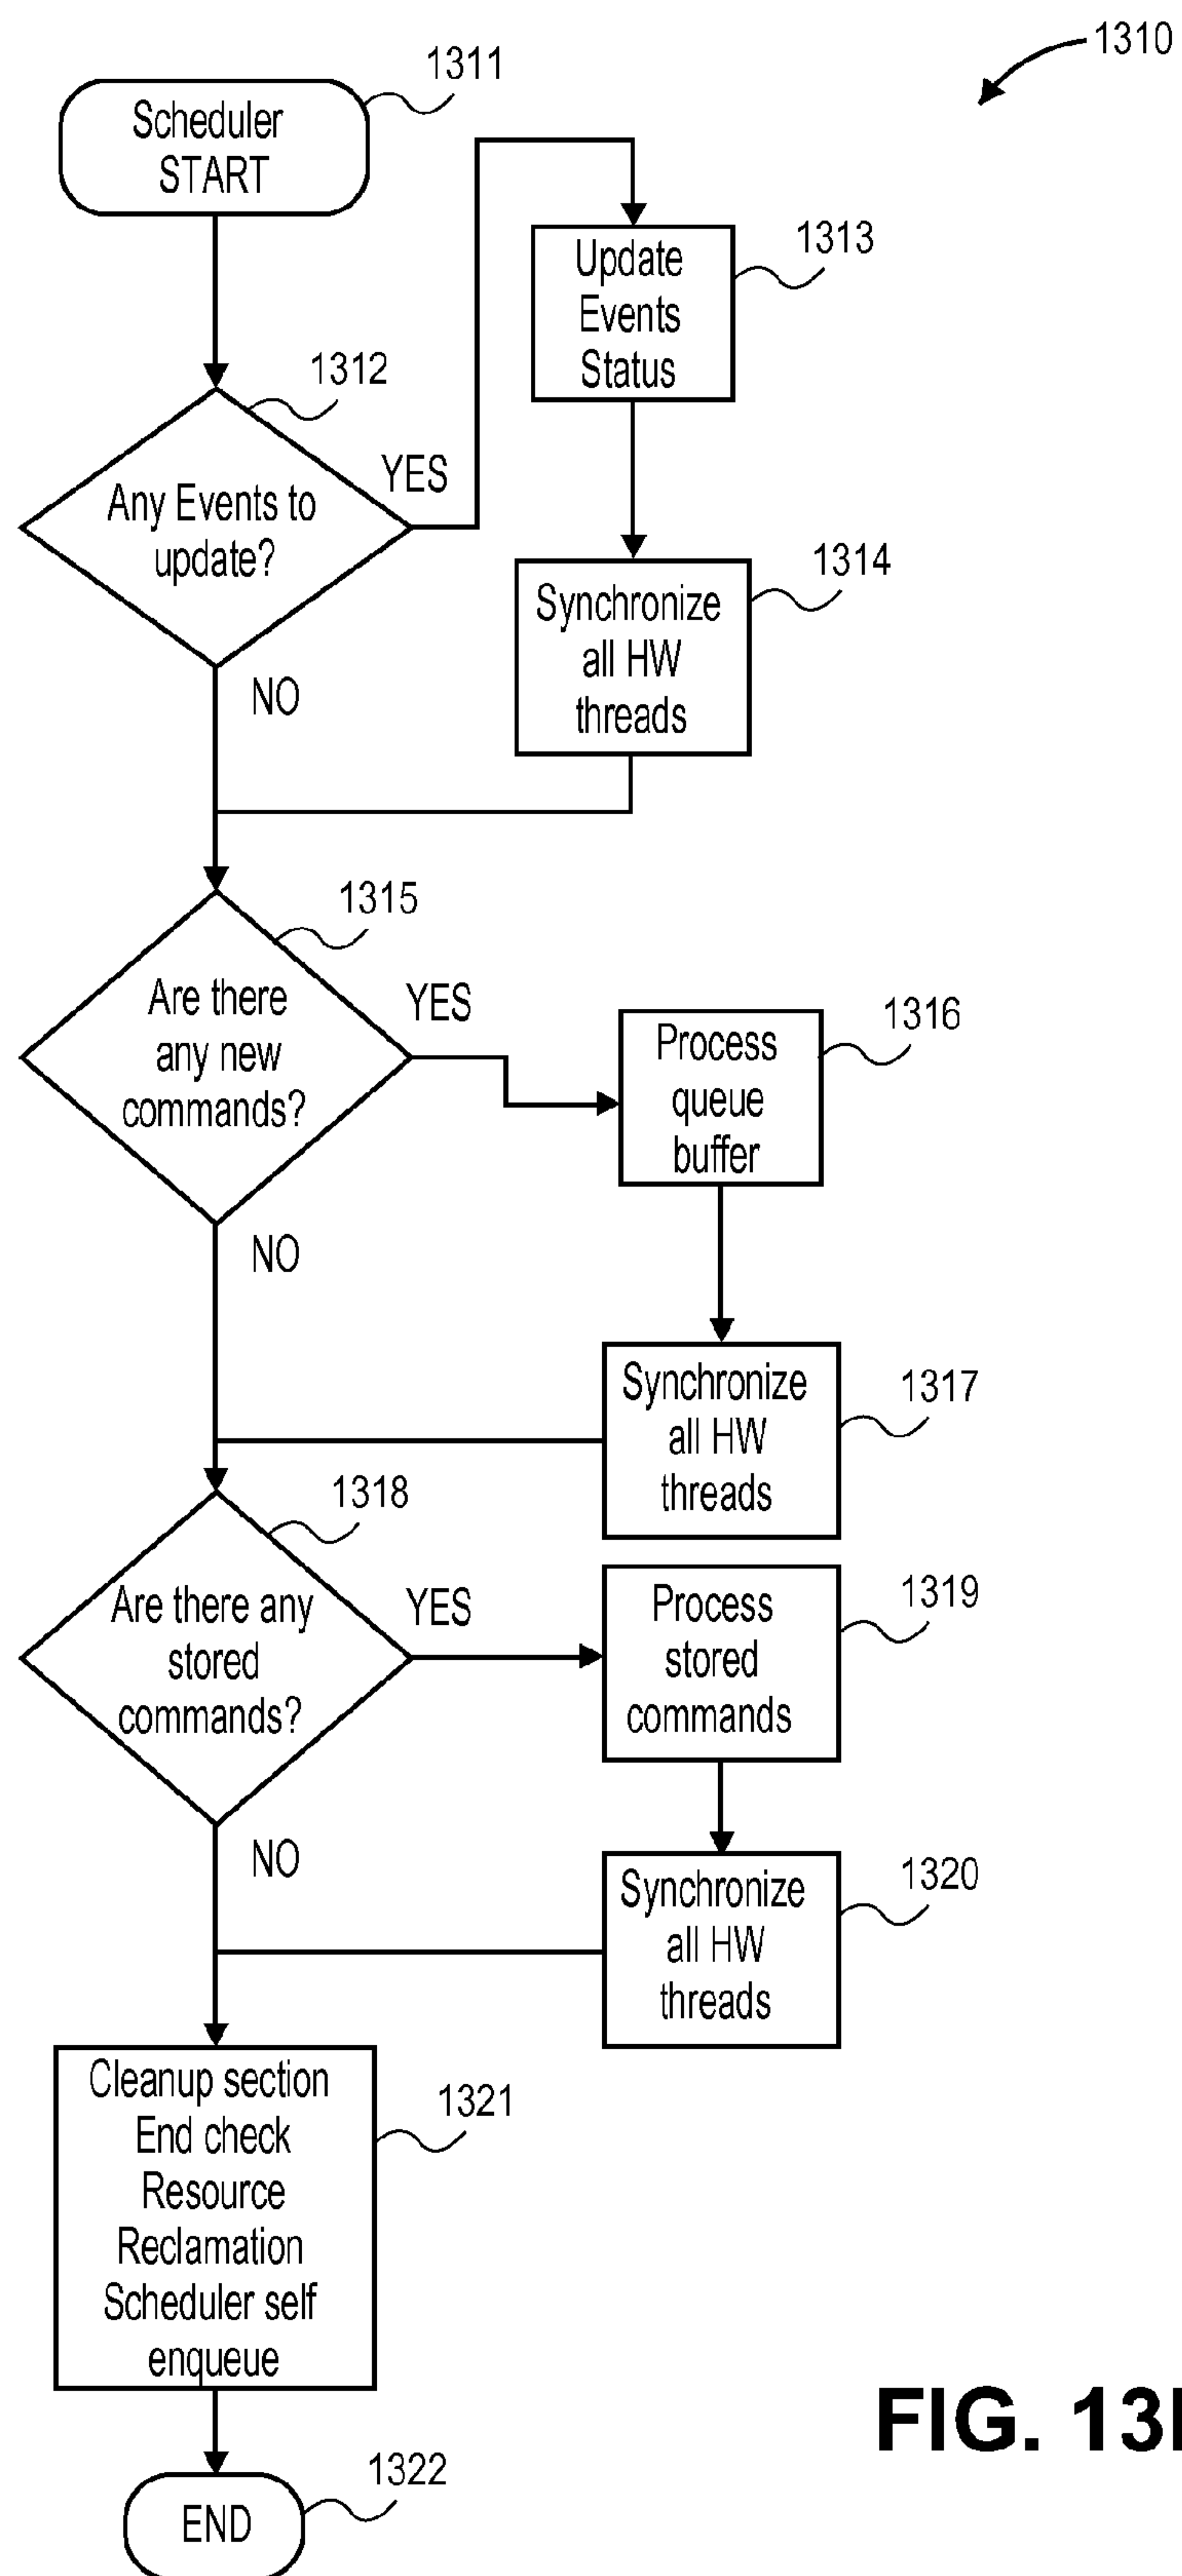 1310
1311
Scheduler
START
1313
Update
Events
Status
1312
YES
Any Events to
update?
1314
Synchronize
all HW
threads
NO
1315
Are there
any new
commands?
YES
1316
Process
queue
buffer
NO
1317
Synchronize
all HW
threads
1318
Are there any
stored
commands?
YES
1319
Process
stored
commands
NO
1320
Synchronize
all HW
threads
1321
Cleanup section
End check
Resource
Reclamation
Scheduler self
enqueue
FIG.
1322
END